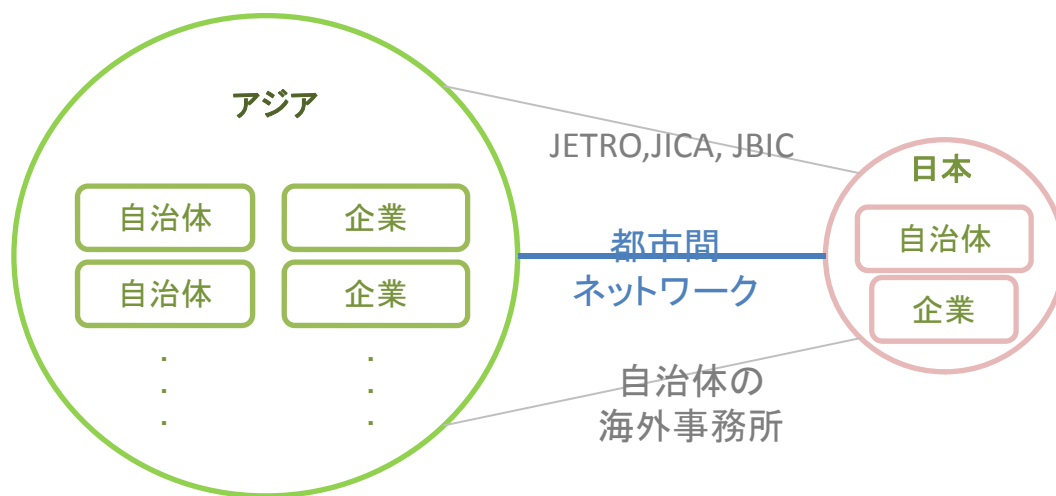 アジア
自治体
企業
自治体
企業
.
.
.
.
.
.
JETRO,JICA, JBIC
都市間
ネットワーク
自治体の
海外事務所
日本
自治体
企業